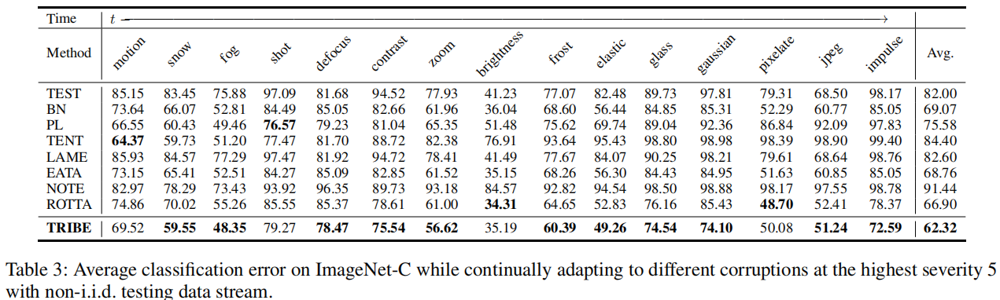 Time t
Method motion snow fog shot defocus contrast zoom brightness frost elastic glass gaussian pixelate jpeg impulse Avg.
TEST 85.15 83.45 75.88 97.09 81.68 94.52 77.93 41.23 77.07 82.48 89.73 97.81 79.31 68.50 98.17 82.00
BN 73.64 66.07 52.81 84.49 85.05 82.66 61.96 36.04 68.60 56.44 84.85 85.31 52.29 60.77 85.05 69.07
PL 66.55 60.43 49.46 76.57 79.23 81.04 65.35 51.48 75.62 69.74 89.04 92.36 86.84 92.09 97.83 75.58
TENT 64.37 59.73 51.20 77.47 81.70 88.72 82.38 76.91 93.64 95.43 98.80 98.98 98.39 98.90 99.40 84.40
LAME 85.93 84.57 77.29 97.47 81.92 94.72 78.41 41.49 77.67 84.07 90.25 98.21 79.61 68.64 98.76 82.60
EATA 73.15 65.41 52.51 84.27 85.09 82.85 61.52 35.15 68.26 56.30 84.43 84.95 51.63 60.85 85.05 68.76
NOTE 82.97 78.29 73.43 93.92 96.35 89.73 93.18 84.57 92.82 94.54 98.50 98.88 98.17 97.55 98.78 91.44
ROTTA 74.86 70.02 55.26 85.55 85.37 78.61 61.00 34.31 64.65 52.83 76.16 85.43 48.70 52.41 78.37 66.90
TRIBE 69.52 59.55 48.35 79.27 78.47 75.54 56.62 35.19 60.39 49.26 74.54 74.10 50.08 51.24 72.59 62.32
Table 3: Average classification error on ImageNet-C while continually adapting to different corruptions at the highest severity 5
with non-i.i.d. testing data stream.